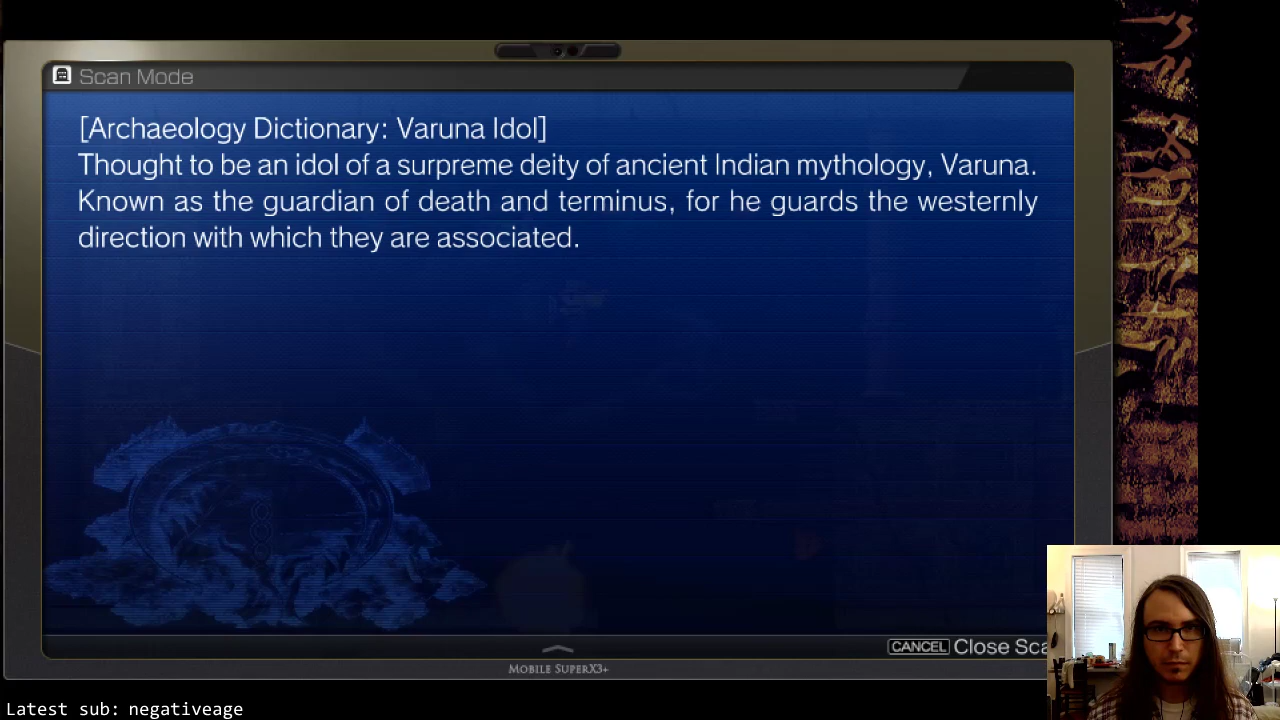 Scan Mode
[Archaeology Dictionary: Varuna Idol]
Thought to be an idol of a surpreme deity of ancient Indian mythology, Varuna.
Known as the guardian of death and terminus, for he guards the westernly
direction with which they are associated.
CANCEL Close Sca
MOBILE SUPERX3+
Latest sub: negativeage